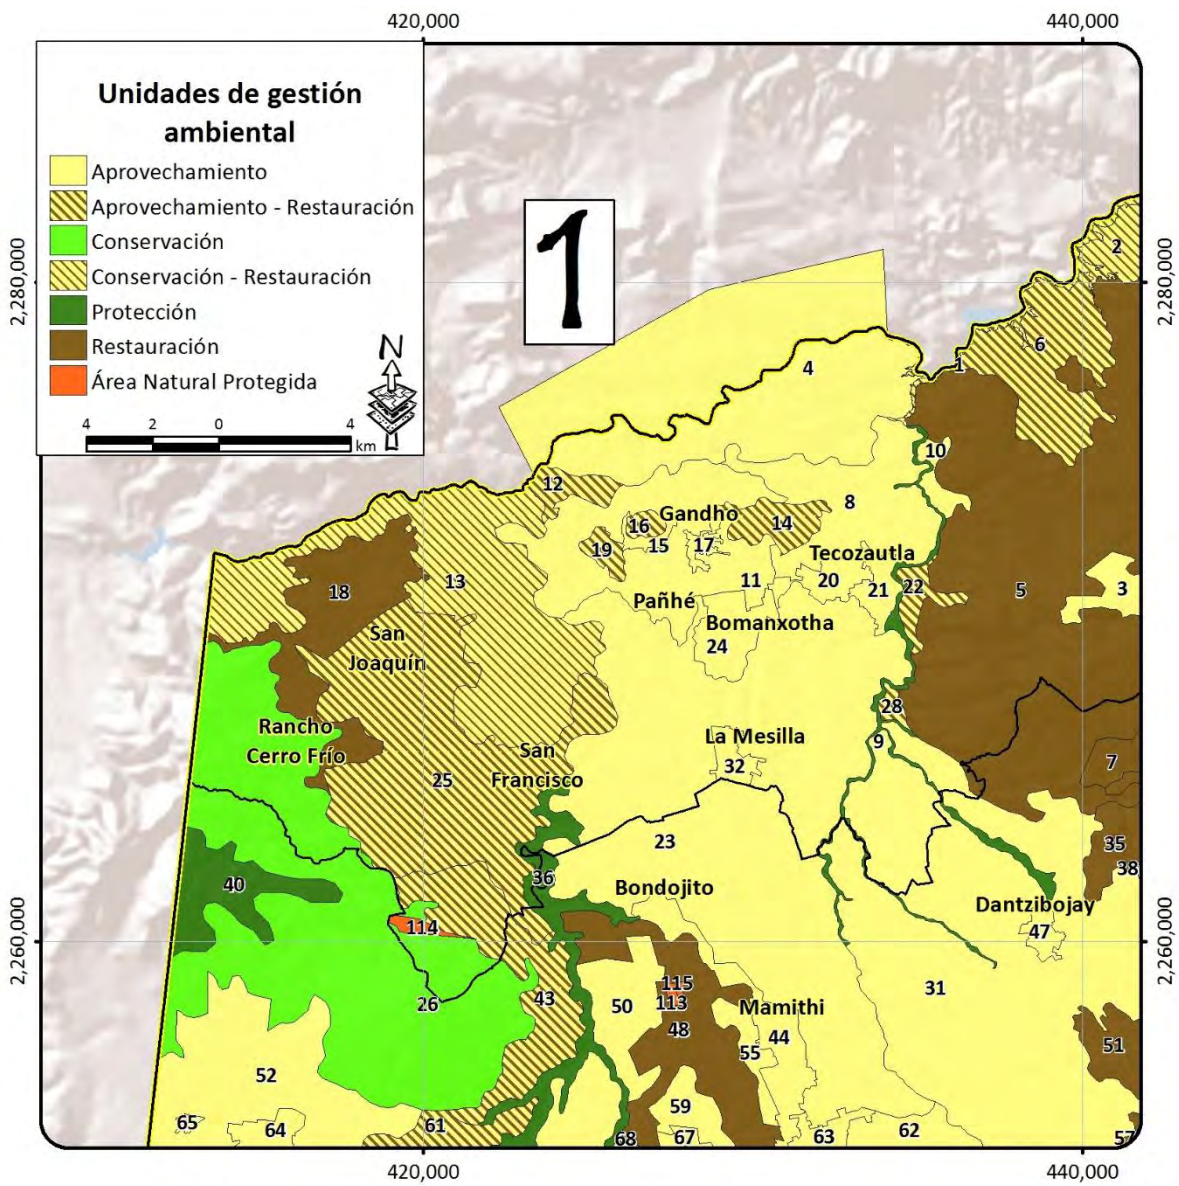 420,000
440,000
Unidades de gestión
ambiental
Aprovechamiento
Aprovechamiento - Restauración
Conservación
Conservación - Restauración
Protección
Restauración
Área Natural Protegida
N
4 2 0 4
km
1
2,280,000
2,280,000
2
6
4
1
10
12
8
Gandho
16
14
19
15
17
Tecozautla
13
11
20
21
22
5
3
18
Pañhé
Bomanxotha
24
San
Joaquín
28
Rancho
Cerro Frío
San
Francisco
La Mesilla
9
32
25
7
23
35
38
36
40
Bondojito
Dantzibojay
47
114
2,260,000
2,260,000
26
43
50
115
113
48
Mamithi
44
55
31
51
52
59
65
64
61
68
67
63
62
57
420,000
440,000